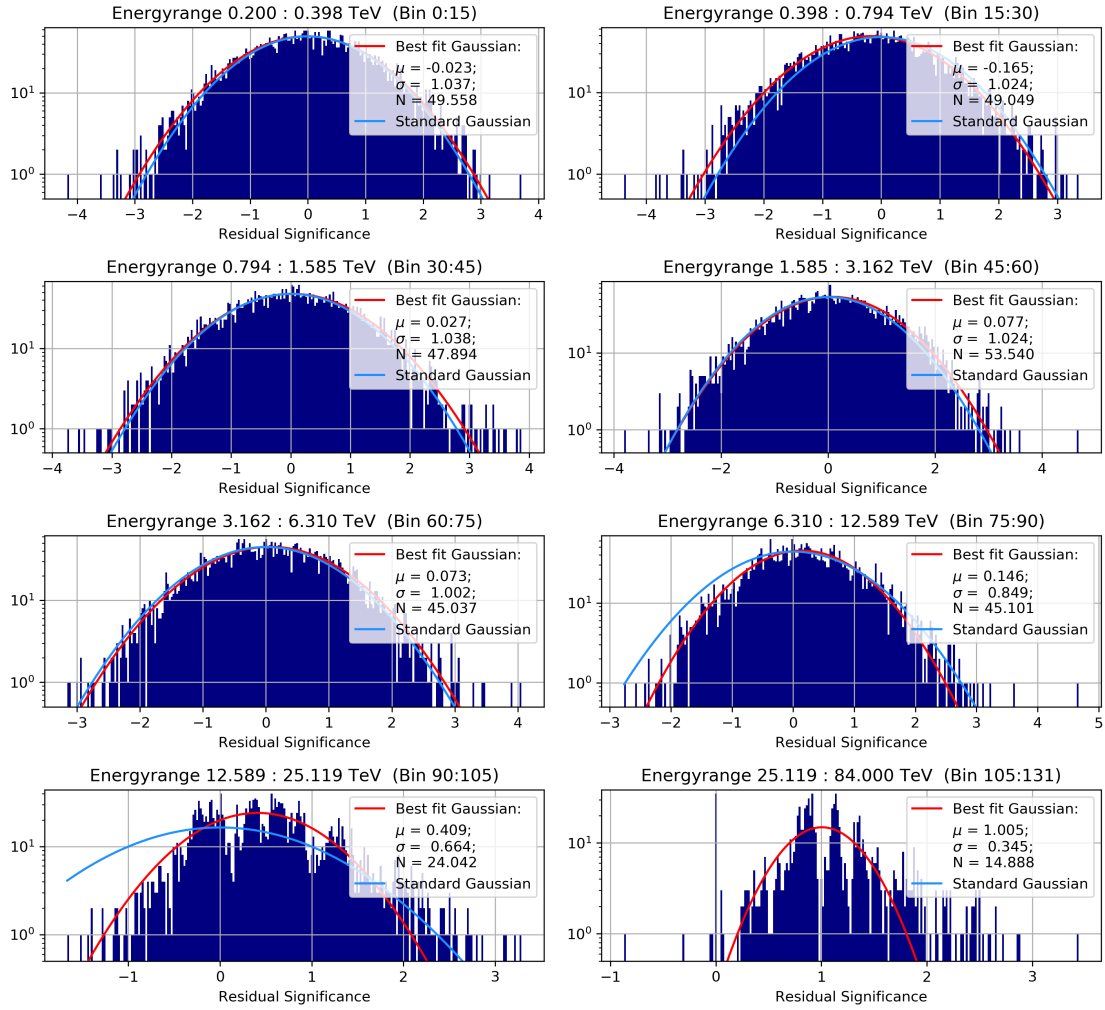 Energyrange 0.200 : 0.398 TeV  (Bin 0:15)
Best fit Gaussian:
μ = -0.023;
σ =  1.037;
N = 49.558
Standard Gaussian
10¹
10⁰
−4 −3 −2 −1 0 1 2 3 4
Residual Significance
Energyrange 0.398 : 0.794 TeV  (Bin 15:30)
Best fit Gaussian:
μ = -0.165;
σ =  1.024;
N = 49.049
Standard Gaussian
10¹
10⁰
−4 −3 −2 −1 0 1 2 3
Residual Significance
Energyrange 0.794 : 1.585 TeV  (Bin 30:45)
Best fit Gaussian:
μ = 0.027;
σ =  1.038;
N = 47.894
Standard Gaussian
10¹
10⁰
−4 −3 −2 −1 0 1 2 3 4
Residual Significance
Energyrange 1.585 : 3.162 TeV  (Bin 45:60)
Best fit Gaussian:
μ = 0.077;
σ =  1.024;
N = 53.540
Standard Gaussian
10¹
10⁰
−4 −2 0 2 4
Residual Significance
Energyrange 3.162 : 6.310 TeV  (Bin 60:75)
Best fit Gaussian:
μ = 0.073;
σ =  1.002;
N = 45.037
Standard Gaussian
10¹
10⁰
−3 −2 −1 0 1 2 3 4
Residual Significance
Energyrange 6.310 : 12.589 TeV  (Bin 75:90)
Best fit Gaussian:
μ = 0.146;
σ =  0.849;
N = 45.101
Standard Gaussian
10¹
10⁰
−3 −2 −1 0 1 2 3 4 5
Residual Significance
Energyrange 12.589 : 25.119 TeV  (Bin 90:105)
Best fit Gaussian:
μ = 0.409;
σ =  0.664;
N = 24.042
Standard Gaussian
10¹
10⁰
−1 0 1 2 3
Residual Significance
Energyrange 25.119 : 84.000 TeV  (Bin 105:131)
Best fit Gaussian:
μ = 1.005;
σ =  0.345;
N = 14.888
Standard Gaussian
10¹
10⁰
−1 0 1 2 3
Residual Significance